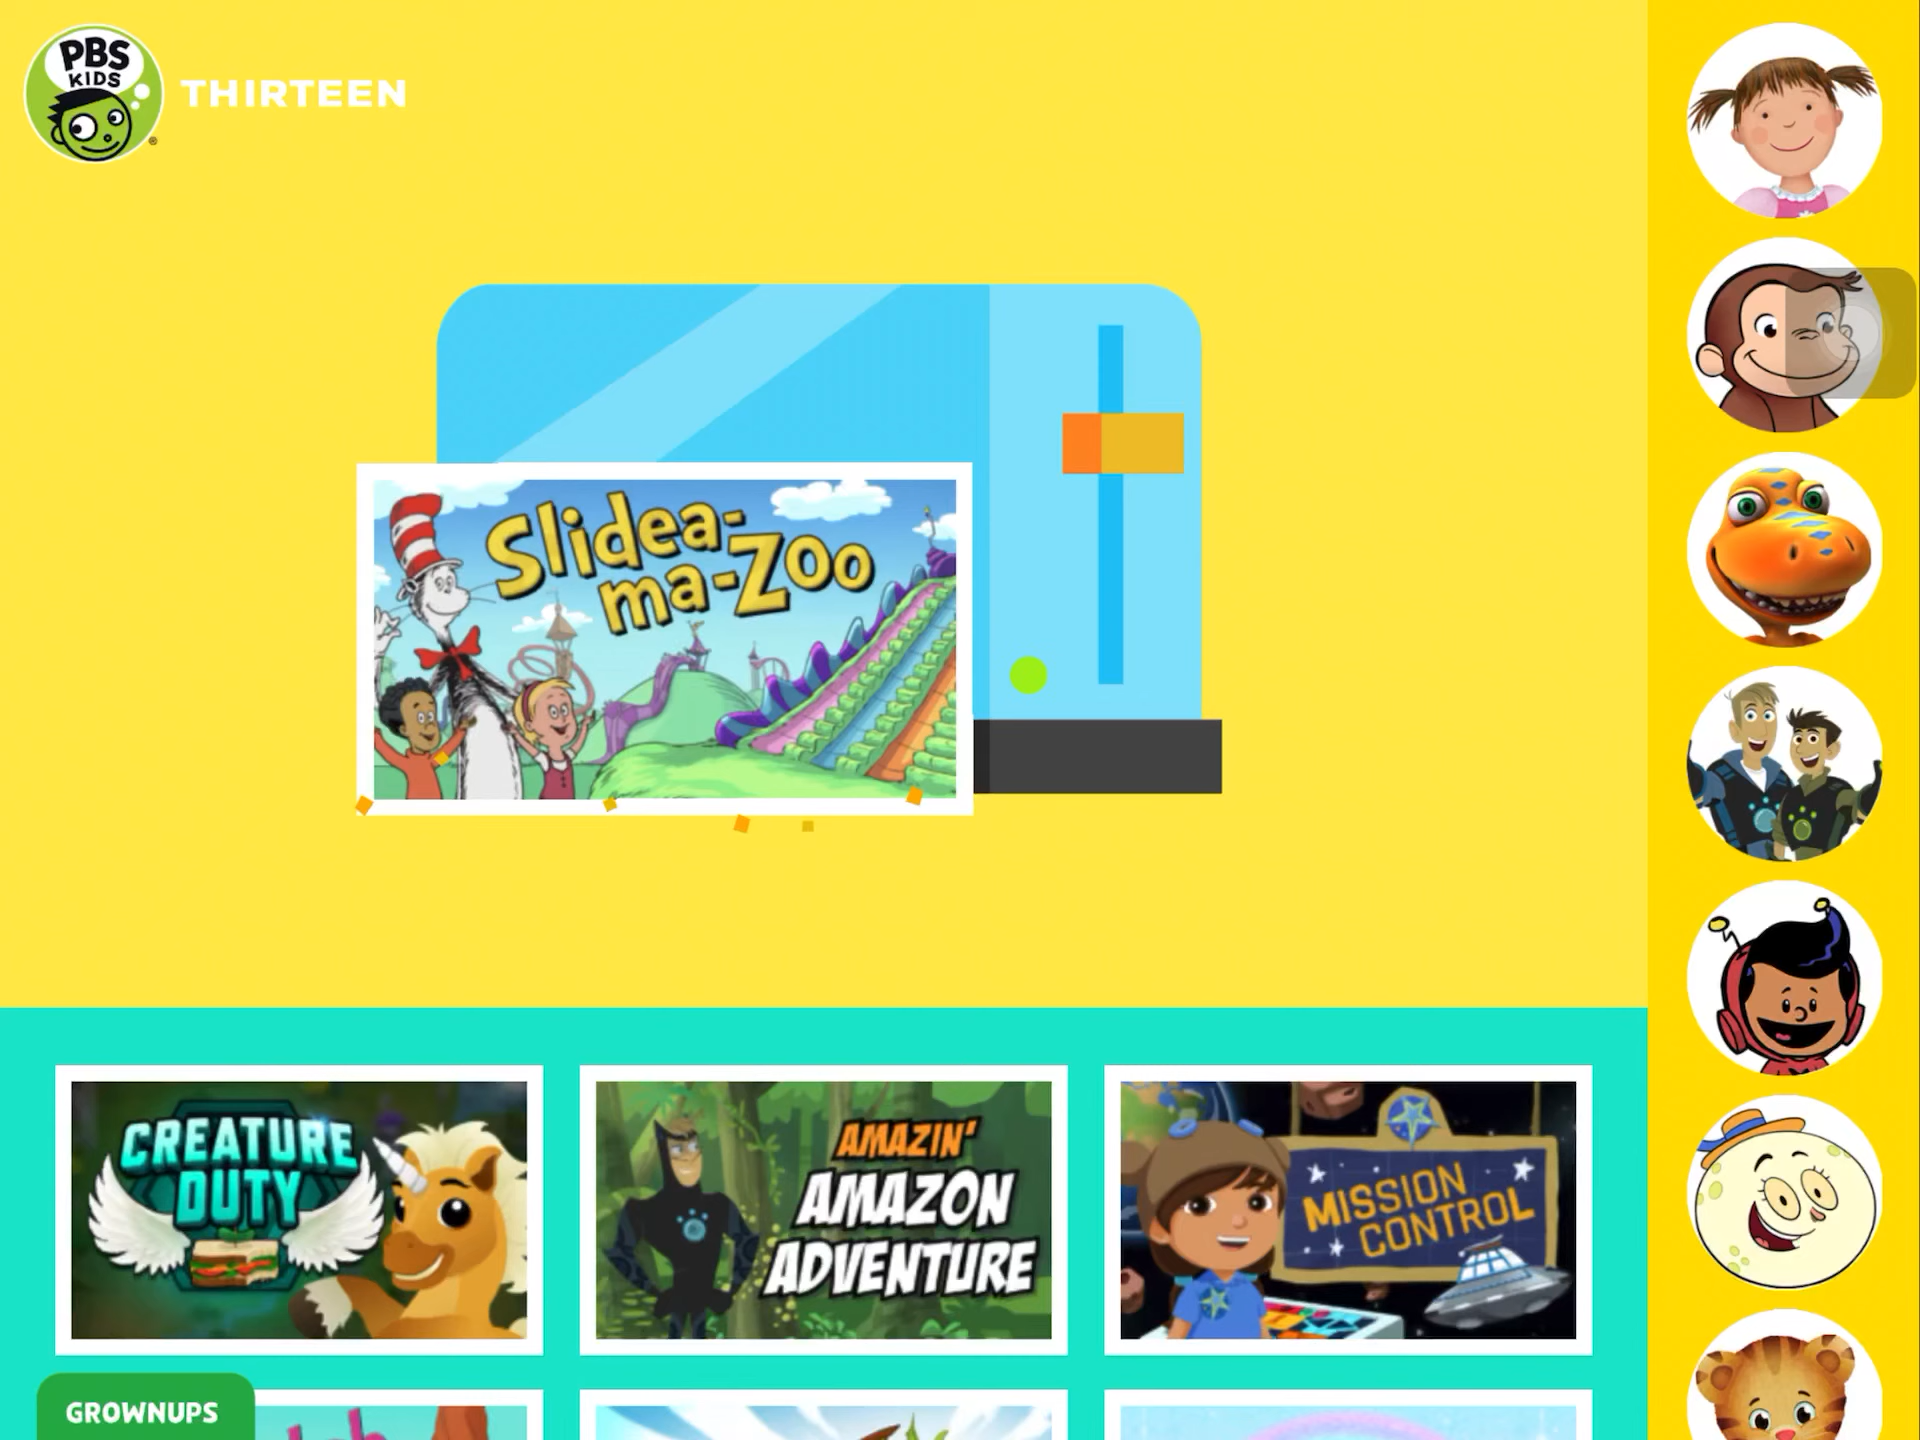 PBS
KIDS
THIRTEEN
Slidea-
ma-Zoo
CREATURE
DUTY
AMAZIN'
AMAZON
ADVENTURE
MISSION
CONTROL
GROWNUPS